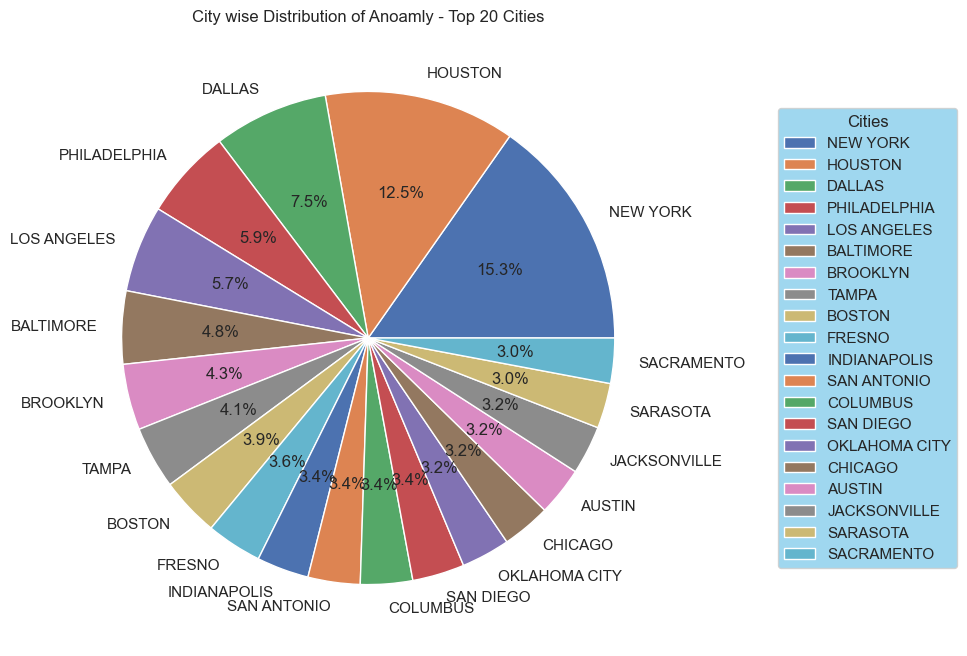 City wise Distribution of Anoamly - Top 20 Cities
HOUSTON
DALLAS
PHILADELPHIA
LOS ANGELES
BALTIMORE
BROOKLYN
TAMPA
BOSTON
FRESNO
INDIANAPOLIS
SAN ANTONIO
COLUMBUS
SAN DIEGO
OKLAHOMA CITY
CHICAGO
AUSTIN
JACKSONVILLE
SARASOTA
SACRAMENTO
NEW YORK
15.3%
12.5%
7.5%
5.9%
5.7%
4.8%
4.3%
4.1%
3.9%
3.6%
3.4%
3.4%
3.4%
3.4%
3.2%
3.2%
3.2%
3.2%
3.0%
3.0%
Cities
NEW YORK
HOUSTON
DALLAS
PHILADELPHIA
LOS ANGELES
BALTIMORE
BROOKLYN
TAMPA
BOSTON
FRESNO
INDIANAPOLIS
SAN ANTONIO
COLUMBUS
SAN DIEGO
OKLAHOMA CITY
CHICAGO
AUSTIN
JACKSONVILLE
SARASOTA
SACRAMENTO